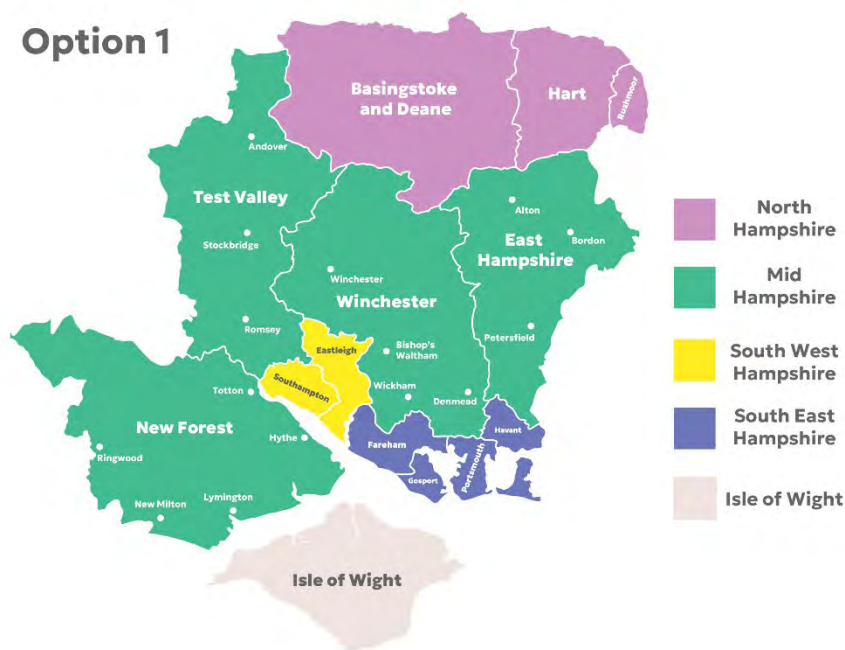 Option 1
Basingstoke
and Deane
Hart
Rushmoor
Andover
Test Valley
Stockbridge
Romsey
Alton
Bordon
East
Hampshire
Petersfield
Winchester
Winchester
Bishop's
Waltham
Wickham
Denmead
Eastleigh
Southampton
Totton
New Forest
Hythe
Ringwood
New Milton
Lymington
Fareham
Gosport
Portsmouth
Havant
Isle of Wight
North
Hampshire
Mid
Hampshire
South West
Hampshire
South East
Hampshire
Isle of Wight